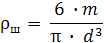 ρш = 6 · m / π · d³